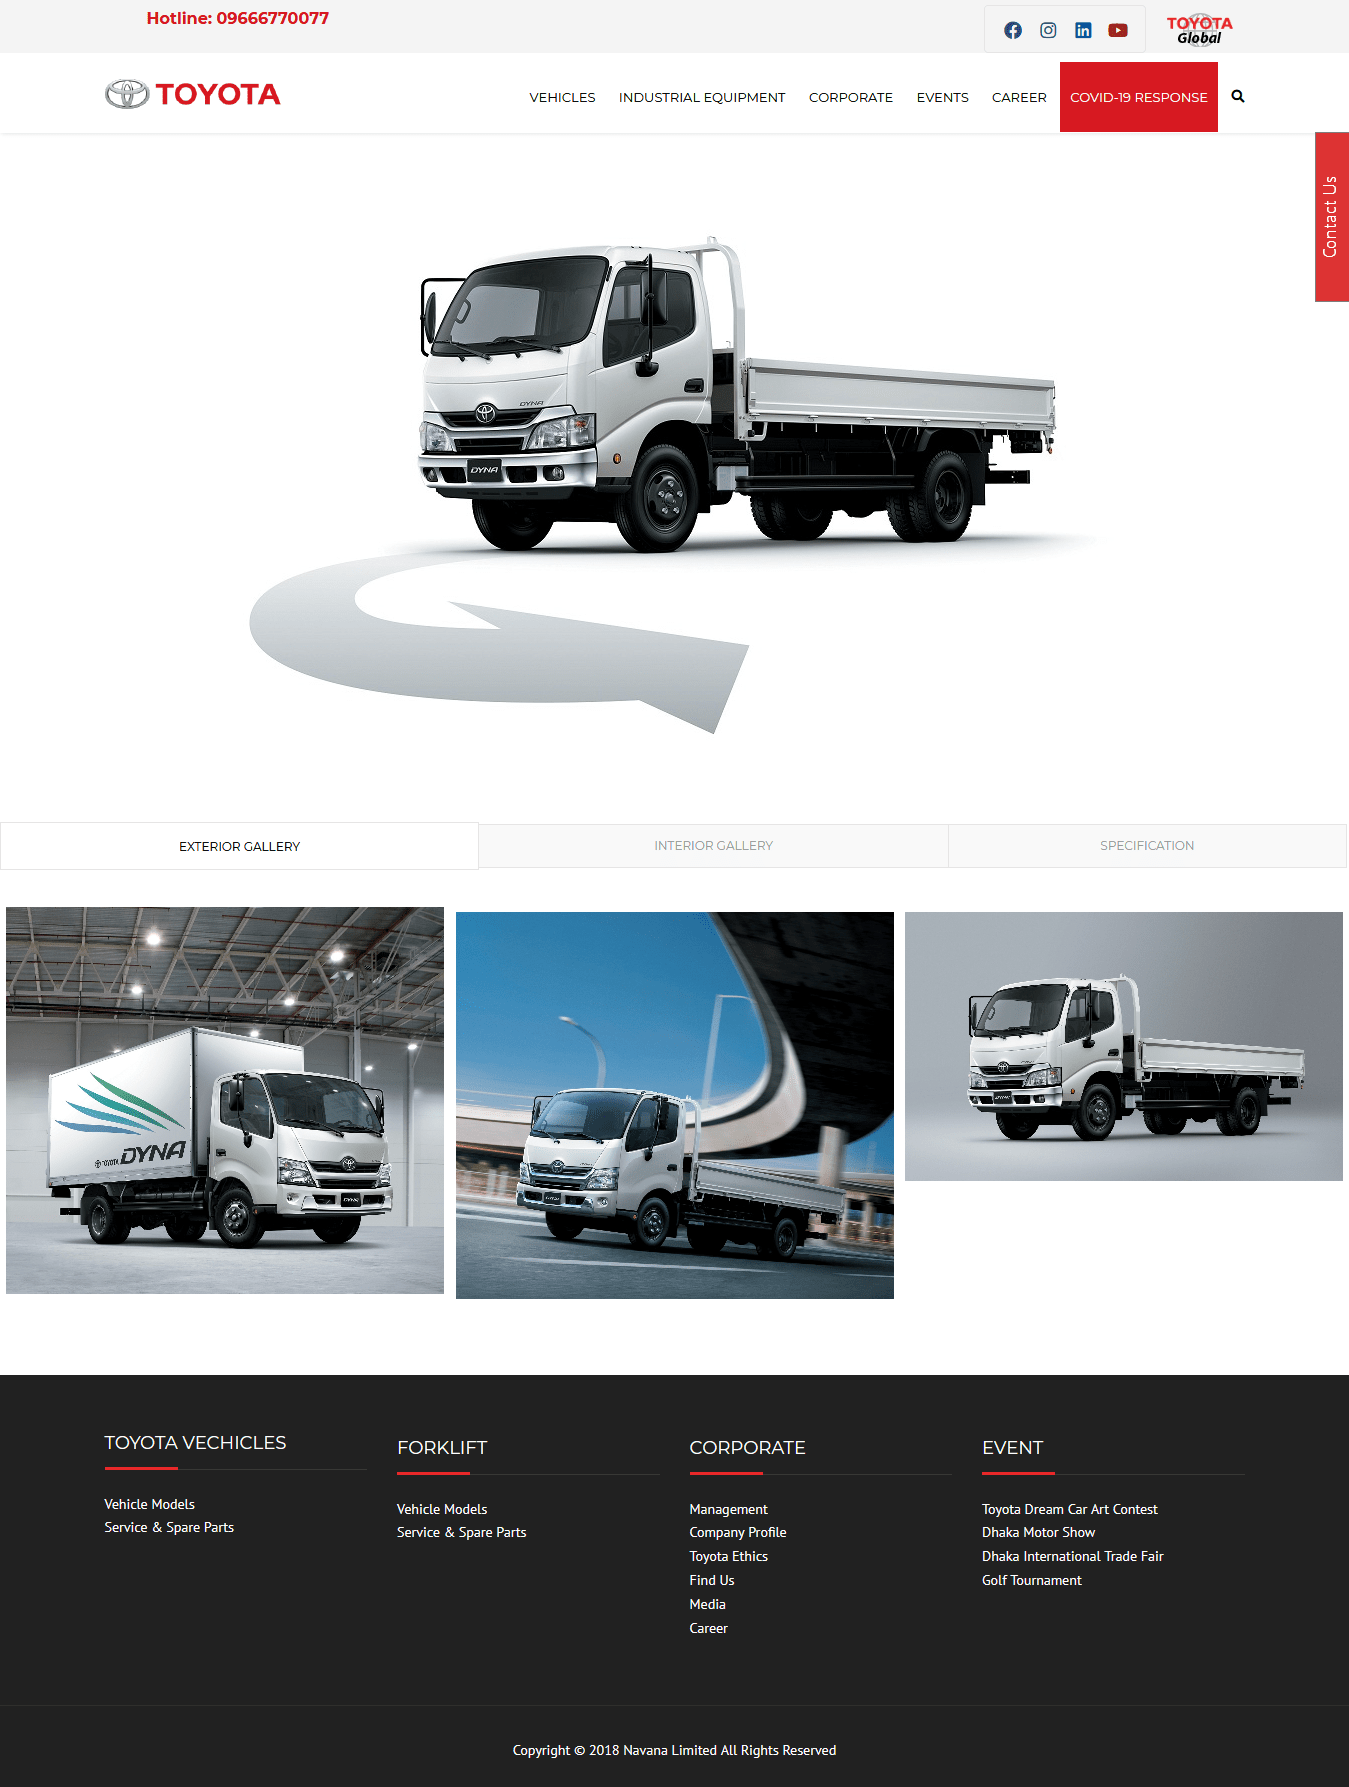 Hotline: 09666770077
TOYOTA
Global
TOYOTA
VEHICLES
INDUSTRIAL EQUIPMENT
CORPORATE
EVENTS
CAREER
COVID-19 RESPONSE
Contact Us
DYNA
DYNA
EXTERIOR GALLERY
INTERIOR GALLERY
SPECIFICATION
TOYOTA DYNA
DYNA
TOYOTA VECHICLES
Vehicle Models
Service & Spare Parts
FORKLIFT
Vehicle Models
Service & Spare Parts
CORPORATE
Management
Company Profile
Toyota Ethics
Find Us
Media
Career
EVENT
Toyota Dream Car Art Contest
Dhaka Motor Show
Dhaka International Trade Fair
Golf Tournament
Copyright © 2018 Navana Limited All Rights Reserved